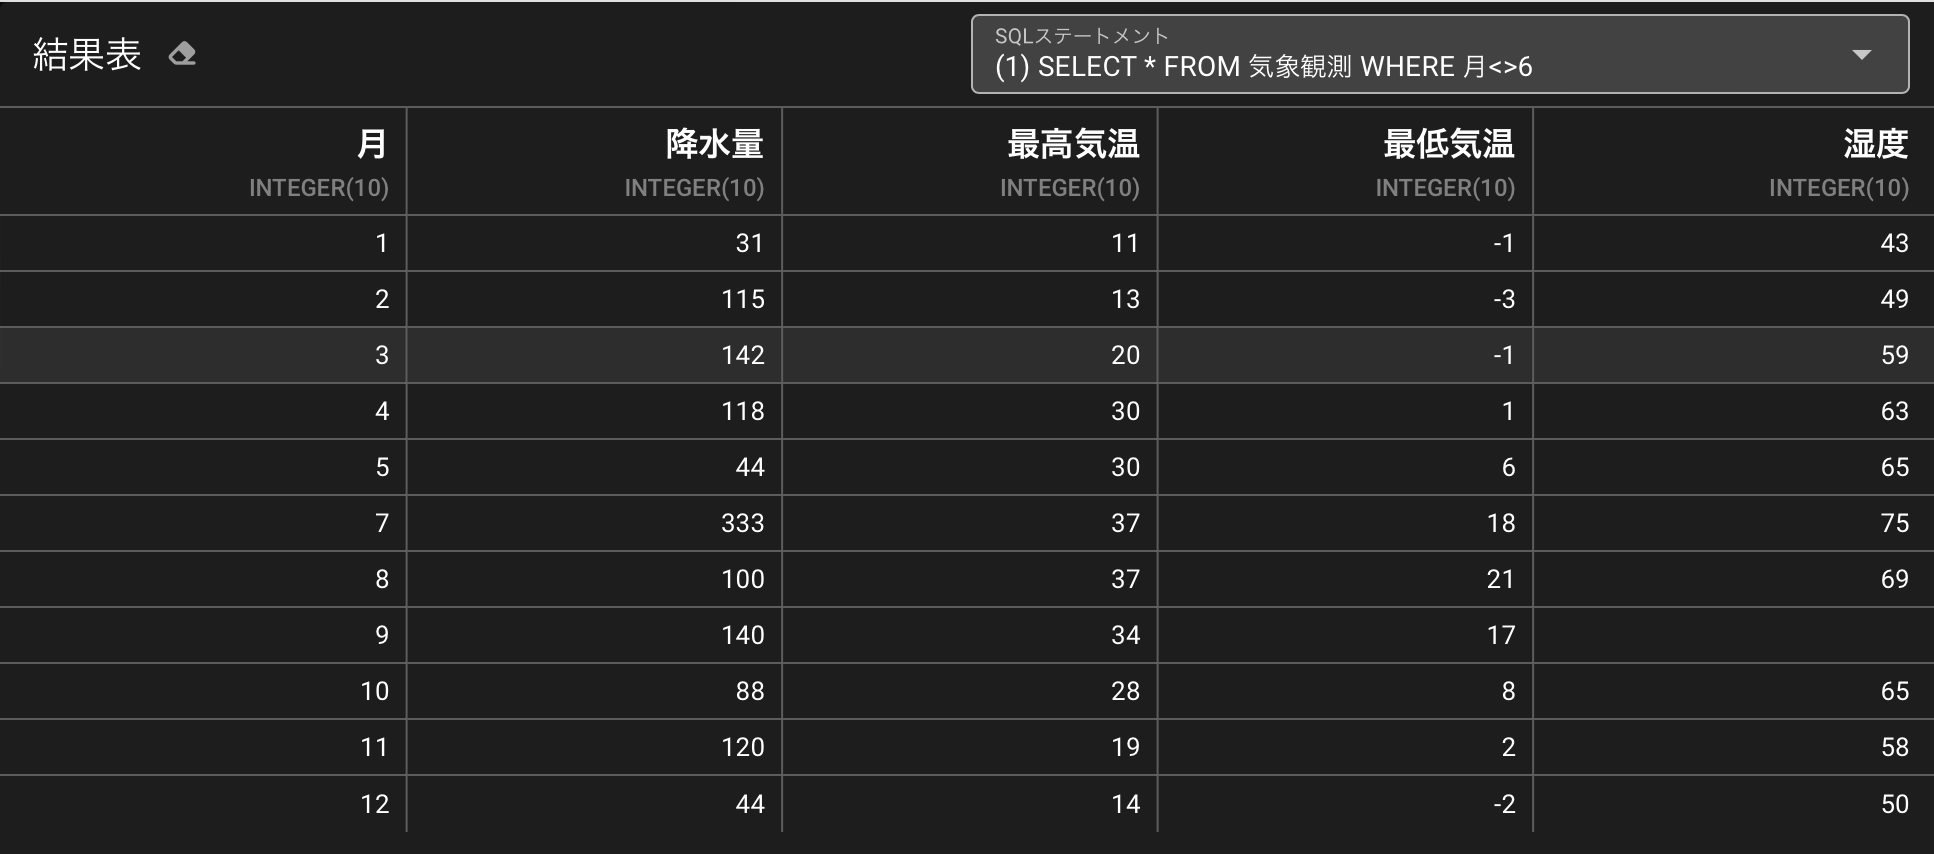 結果表
SQLステートメント
(1) SELECT * FROM 気象観測 WHERE 月<>6
月 降水量 最高気温 最低気温 湿度
INTEGER(10) INTEGER(10) INTEGER(10) INTEGER(10) INTEGER(10)
1 31 11 -1 43
2 115 13 -3 49
3 142 20 -1 59
4 118 30 1 63
5 44 30 6 65
7 333 37 18 75
8 100 37 21 69
9 140 34 17
10 88 28 8 65
11 120 19 2 58
12 44 14 -2 50